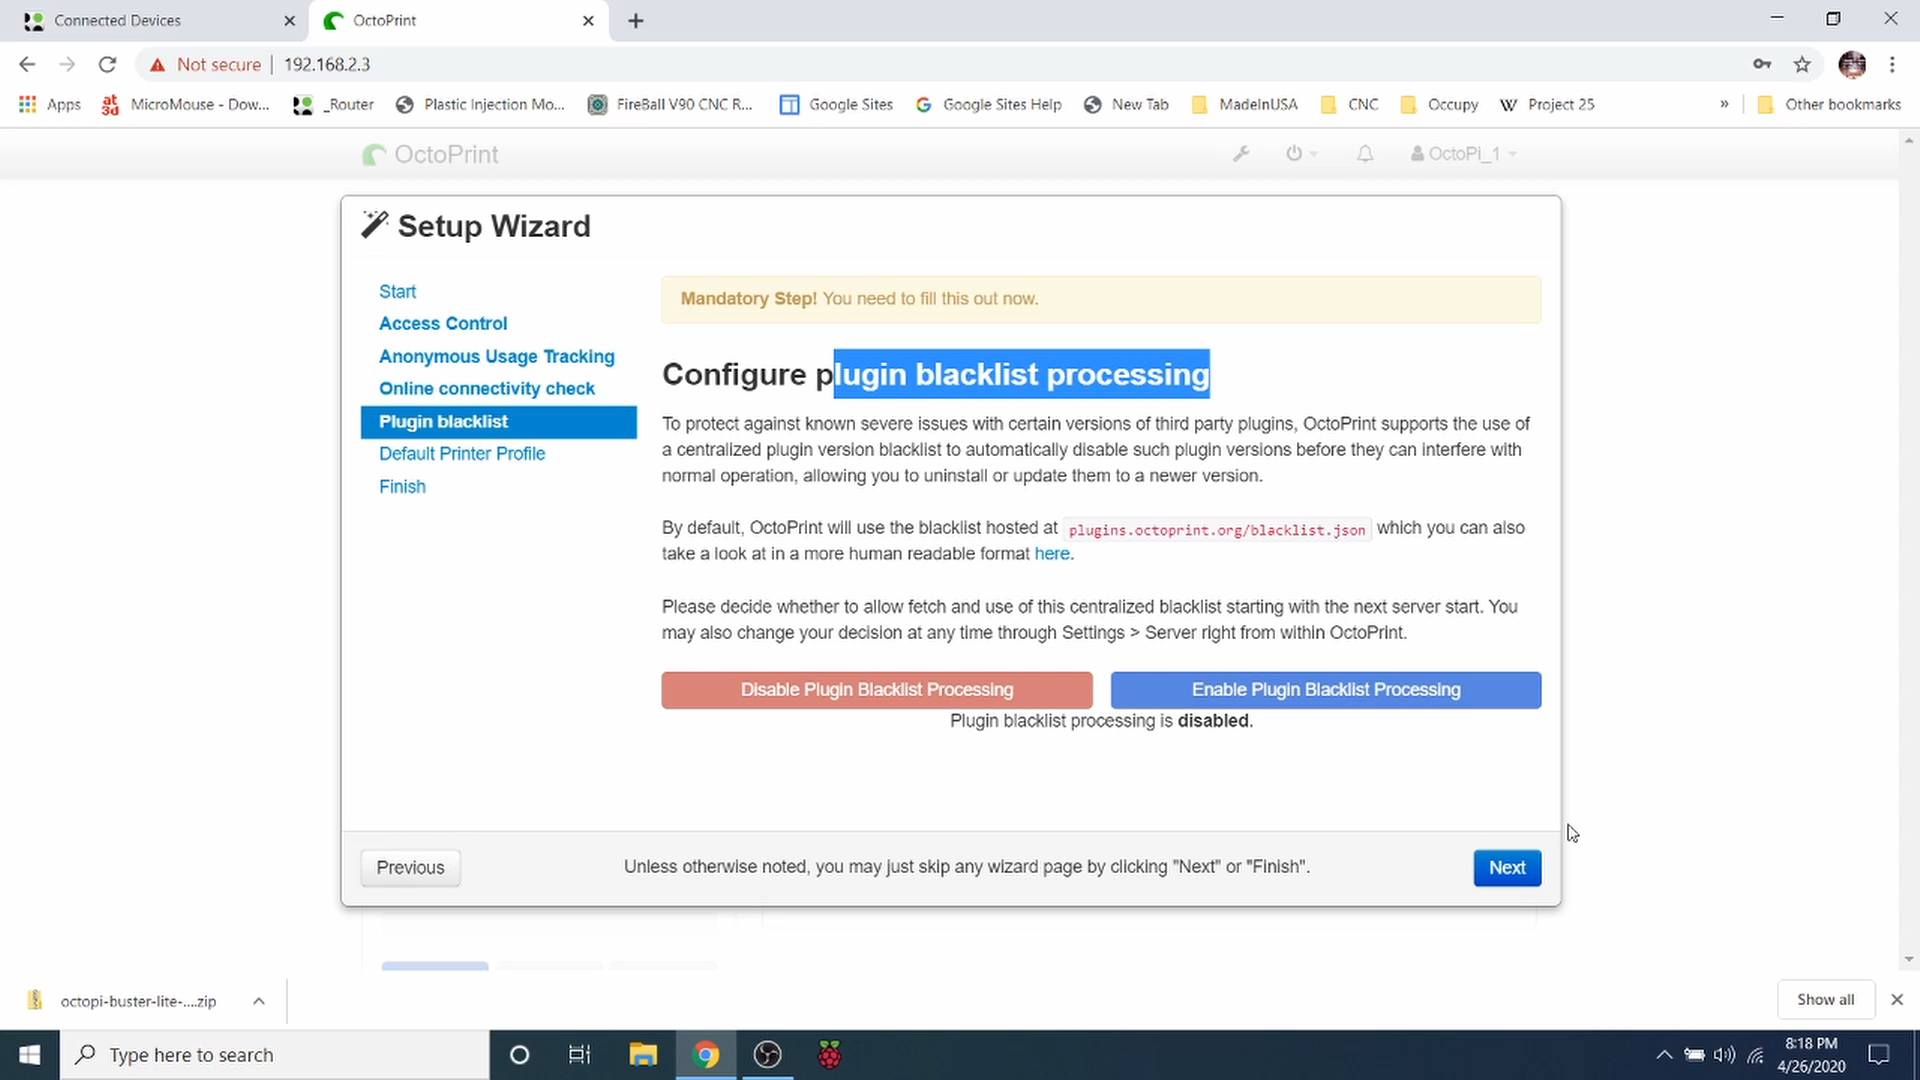 Connected Devices
OctoPrint
Not secure
192.168.2.3
Apps
at 3d
MicroMouse - Dow...
_Router
Plastic Injection Mo...
FireBall V90 CNC R...
Google Sites
Google Sites Help
New Tab
MadeInUSA
CNC
Occupy
Project 25
»
Other bookmarks
OctoPrint
OctoPi_1
Setup Wizard
Start
Access Control
Anonymous Usage Tracking
Online connectivity check
Plugin blacklist
Default Printer Profile
Finish
Mandatory Step! You need to fill this out now.
Configure plugin blacklist processing
To protect against known severe issues with certain versions of third party plugins, OctoPrint supports the use of
a centralized plugin version blacklist to automatically disable such plugin versions before they can interfere with
normal operation, allowing you to uninstall or update them to a newer version.
By default, OctoPrint will use the blacklist hosted at plugins.octoprint.org/blacklist.json which you can also
take a look at in a more human readable format here.
Please decide whether to allow fetch and use of this centralized blacklist starting with the next server start. You
may also change your decision at any time through Settings > Server right from within OctoPrint.
Disable Plugin Blacklist Processing
Enable Plugin Blacklist Processing
Plugin blacklist processing is disabled.
Previous
Unless otherwise noted, you may just skip any wizard page by clicking "Next" or "Finish".
Next
octopi-buster-lite-....zip
Show all
Type here to search
8:18 PM
4/26/2020